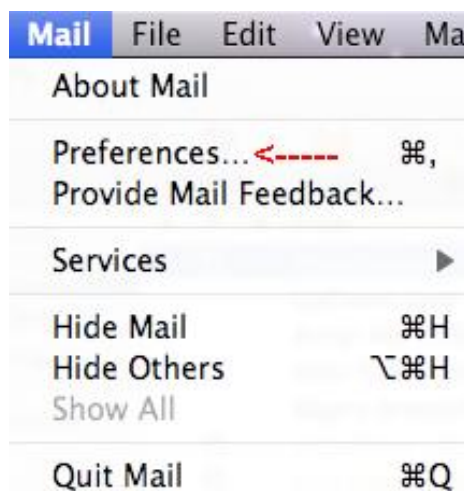 Mail File Edit View Ma
About Mail
Preferences...<----- ⌘,
Provide Mail Feedback...
Services ▶
Hide Mail ⌘H
Hide Others ⌥⌘H
Show All
Quit Mail ⌘Q